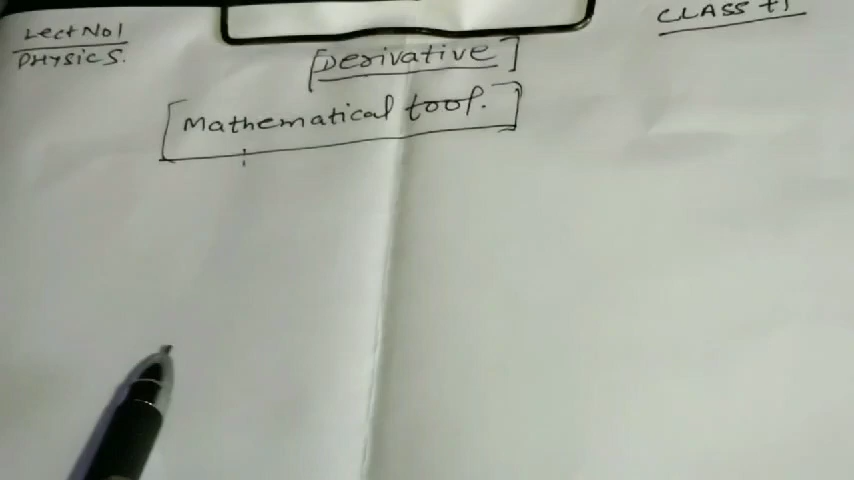 Lect No1
PHYSICS.
CLASS +1
[Derivative]
Mathematical tool.